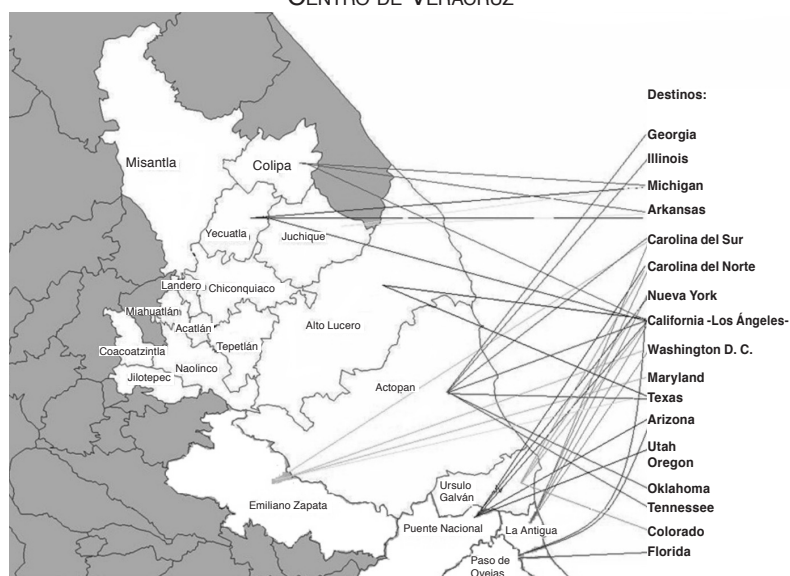 CENTRO DE VERACRUZ
Destinos:
Georgia
Illinois
Michigan
Arkansas
Carolina del Sur
Carolina del Norte
Nueva York
California -Los Ángeles-
Washington D. C.
Maryland
Texas
Arizona
Utah
Oregon
Oklahoma
Tennessee
Colorado
Florida
Misantla
Colipa
Yecuatla
Juchique
Landero
Chiconquiaco
Miahuatlán
Acatlán
Alto Lucero
Coacoatzintla
Tepetlán
Naolinco
Jilotepec
Actopan
Ursulo
Galván
Emiliano Zapata
Puente Nacional
La Antigua
Paso de
Ovejas